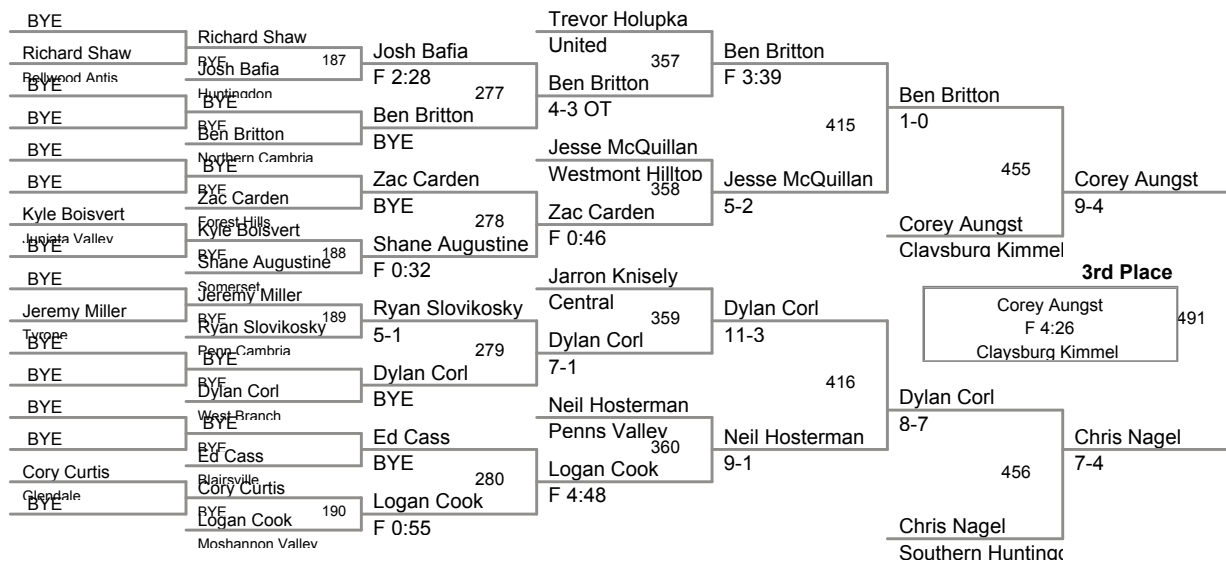 BYE
Richard Shaw
Bellwood Antis
BYE
BYE
BYE
BYE
Kyle Boisvert
Juniata Valley
BYE
BYE
Jeremy Miller
Tyrone
BYE
BYE
BYE
Cory Curtis
Glendale
BYE
Richard Shaw
BYE
187
Josh Bafia
Huntingdon
BYE
BYE
Ben Britton
Northern Cambria
BYE
BYE
Zac Carden
Forest Hills
Kyle Boisvert
BYE
188
Shane Augustine
Somerset
Jeremy Miller
BYE
189
Ryan Slovikosky
Penn Cambria
BYE
BYE
Dylan Corl
West Branch
BYE
BYE
Ed Cass
Blairsville
Cory Curtis
BYE
190
Logan Cook
Moshannon Valley
Josh Bafia
F 2:28
277
Ben Britton
BYE
Zac Carden
BYE
278
Shane Augustine
F 0:32
Ryan Slovikosky
5-1
279
Dylan Corl
BYE
Ed Cass
BYE
280
Logan Cook
F 0:55
Trevor Holupka
United
357
Ben Britton
4-3 OT
Jesse McQuillan
Westmont Hilltop
358
Zac Carden
F 0:46
Jarron Knisely
Central
359
Dylan Corl
7-1
Neil Hosterman
Penns Valley
360
Logan Cook
F 4:48
Ben Britton
F 3:39
415
Jesse McQuillan
5-2
Dylan Corl
11-3
416
Neil Hosterman
9-1
Ben Britton
1-0
455
Corey Aungst
Claysburg Kimmel
Dylan Corl
8-7
456
Chris Nagel
Southern Huntingd
Corey Aungst
9-4
3rd Place
Corey Aungst
F 4:26
Claysburg Kimmel
491
Chris Nagel
7-4